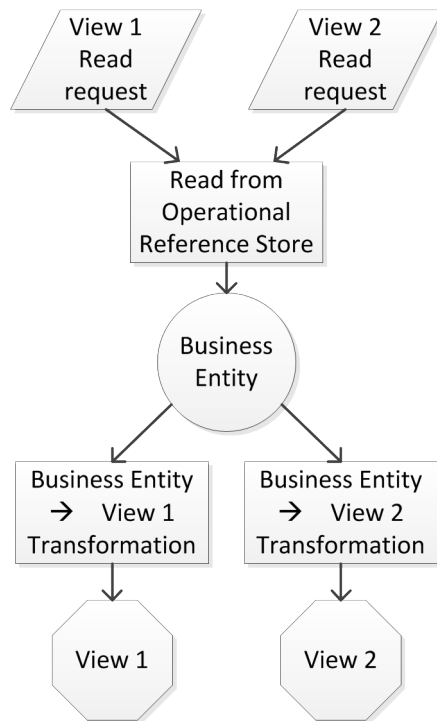 View 1
Read
request
View 2
Read
request
Read from
Operational
Reference Store
Business
Entity
Business Entity
→ View 1
Transformation
Business Entity
→ View 2
Transformation
View 1
View 2